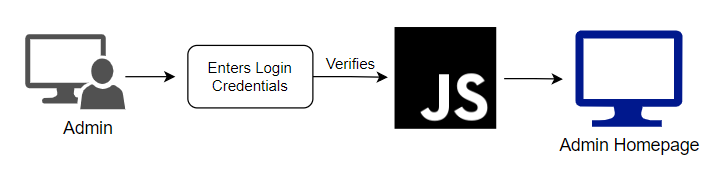 Admin
Enters Login
Credentials
Verifies
JS
Admin Homepage